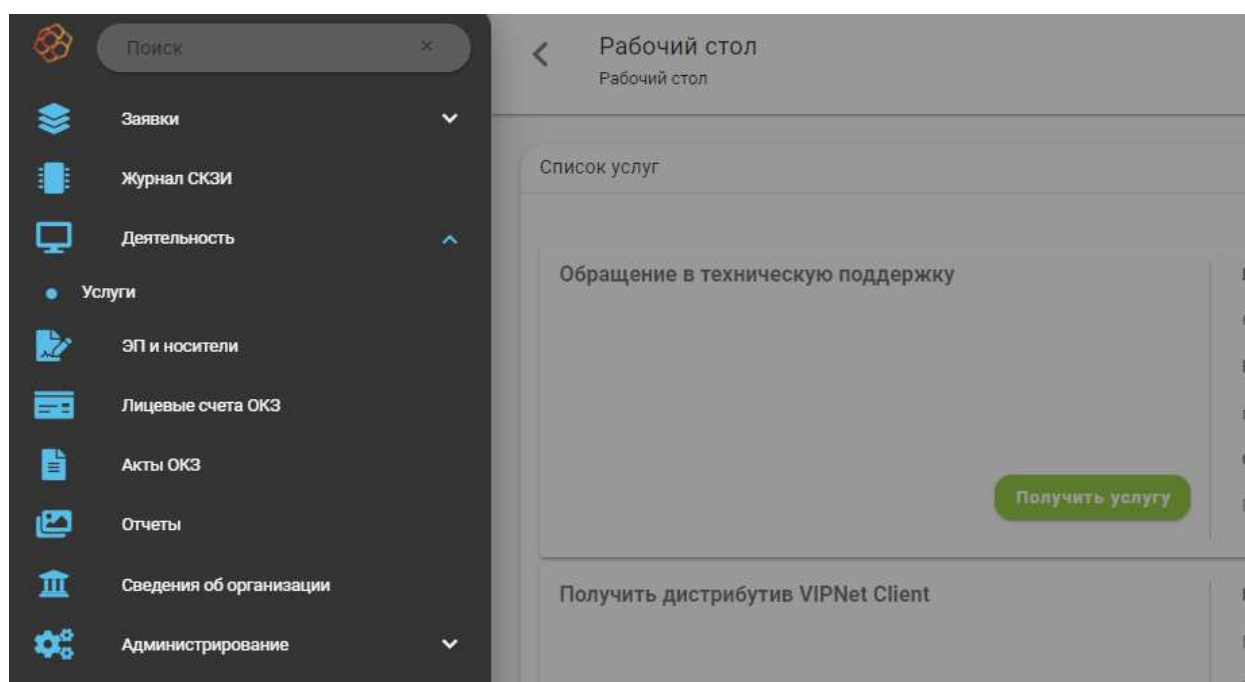 Поиск
Заявки
Журнал СКЗИ
Деятельность
Услуги
ЭП и носители
Лицевые счета ОКЗ
Акты ОКЗ
Отчеты
Сведения об организации
Администрирование
Рабочий стол
Рабочий стол
Список услуг
Обращение в техническую поддержку
Получить услугу
Получить дистрибутив VIPNet Client